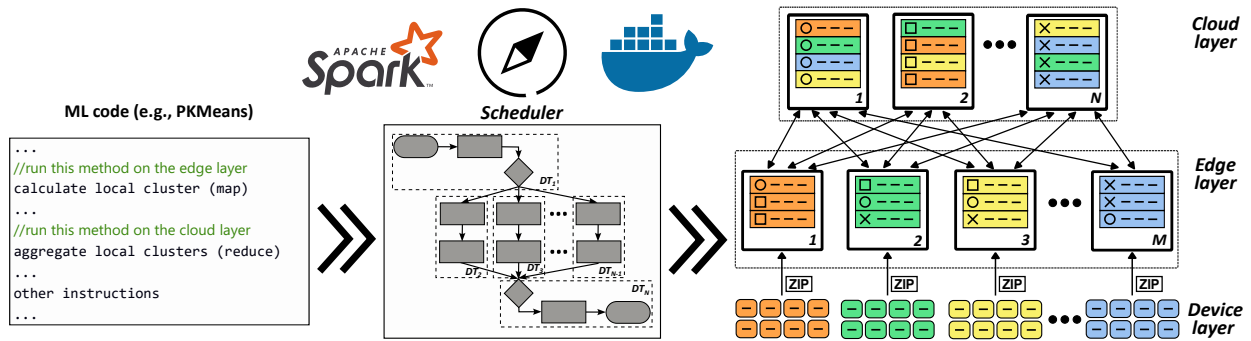 APACHE
Spark™
Cloud
layer
1
2
N
ML code (e.g., PKMeans)
Scheduler
...
//run this method on the edge layer
calculate local cluster (map)
...
//run this method on the cloud layer
aggregate local clusters (reduce)
...
other instructions
...
DT1
DT2
DT3
DTN-1
DTN
Edge
layer
1
2
3
M
ZIP
ZIP
ZIP
ZIP
Device
layer